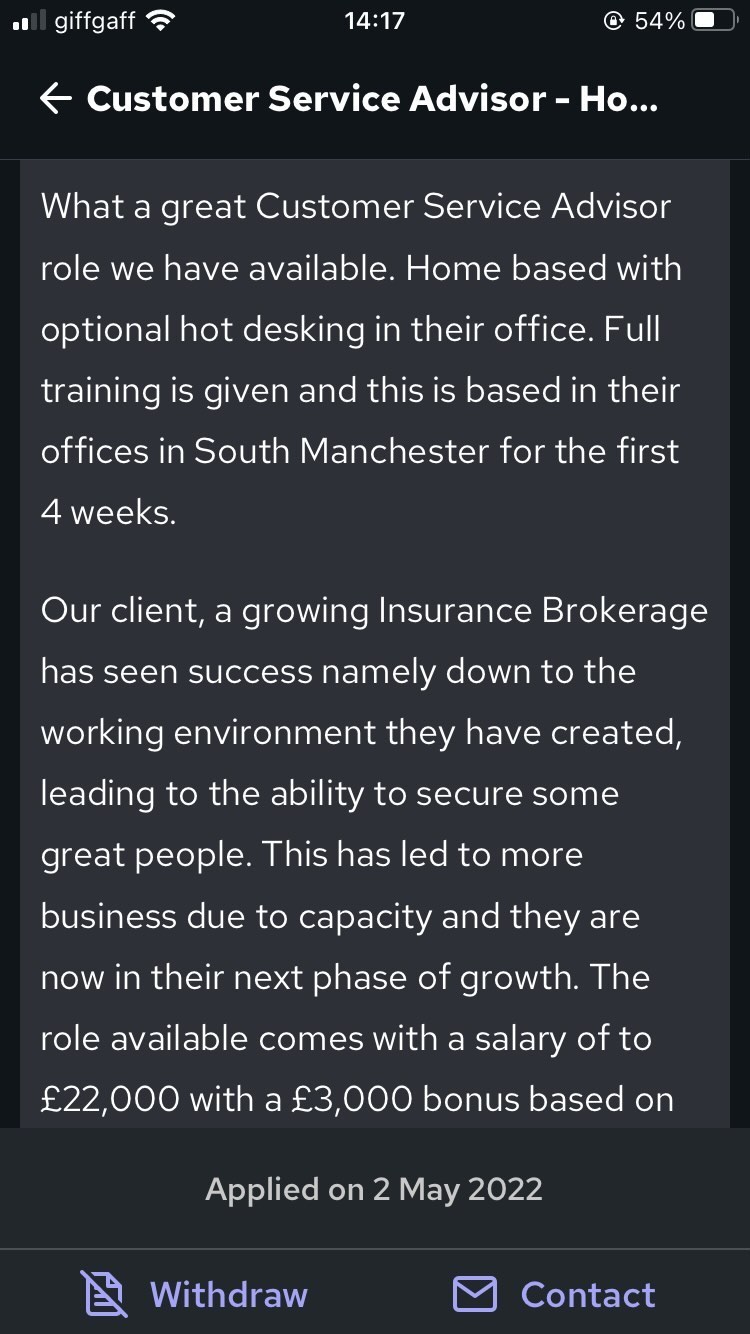 giffgaff 14:17 54%
Customer Service Advisor - Ho...
What a great Customer Service Advisor
role we have available. Home based with
optional hot desking in their office. Full
training is given and this is based in their
offices in South Manchester for the first
4 weeks.
Our client, a growing Insurance Brokerage
has seen success namely down to the
working environment they have created,
leading to the ability to secure some
great people. This has led to more
business due to capacity and they are
now in their next phase of growth. The
role available comes with a salary of to
£22,000 with a £3,000 bonus based on
Applied on 2 May 2022
Withdraw Contact